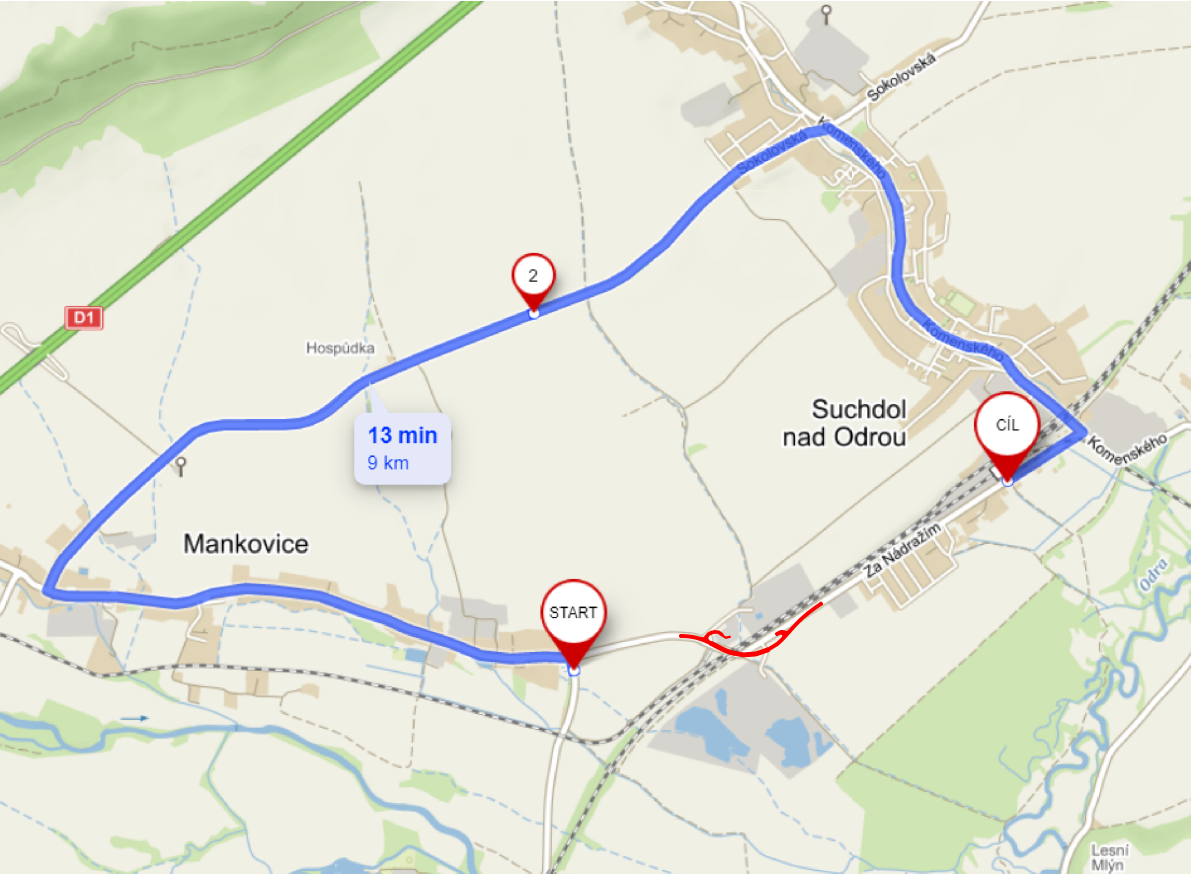 Sokolovská
Komenského
Sokolovská
2
D1
Hospůdka
Komenského
13 min
9 km
Suchdol
nad Odrou
CÍL
Komenského
Mankovice
Za Nádražím
Odra
START
Lesní
Mlýn